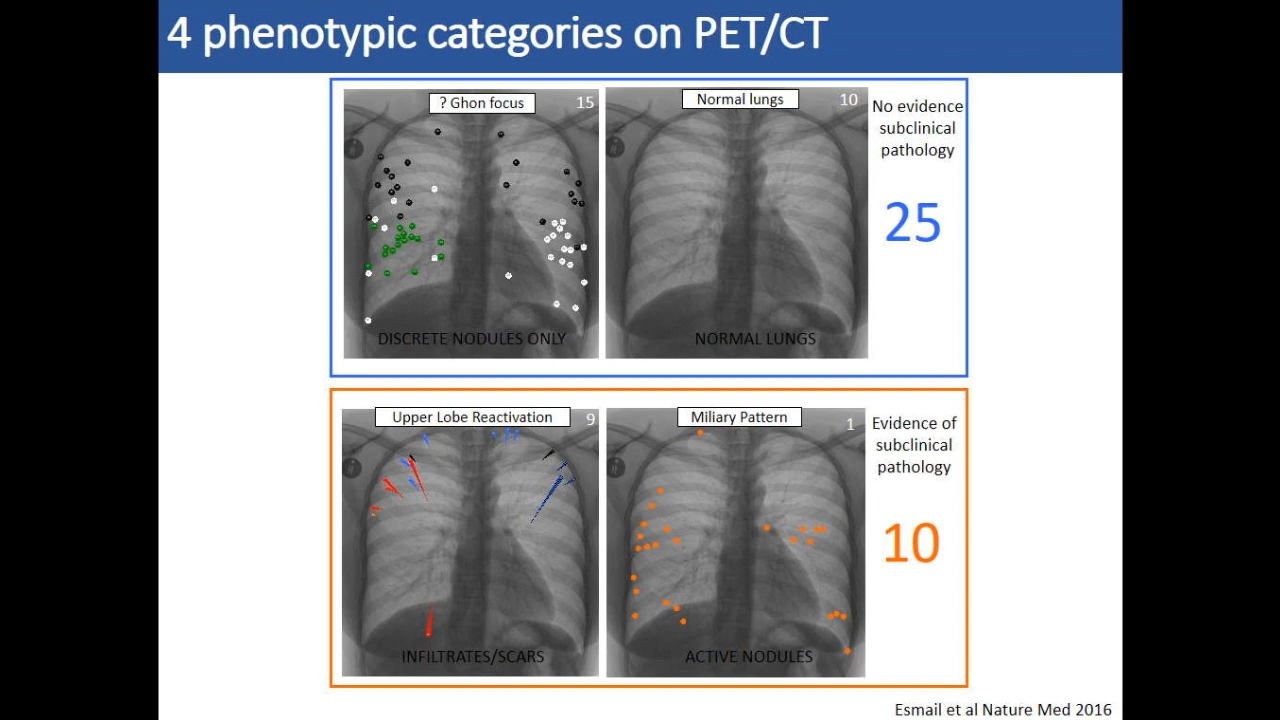 4 phenotypic categories on PET/CT
? Ghon focus
15
Normal lungs
10
No evidence
subclinical
pathology
25
DISCRETE NODULES ONLY
NORMAL LUNGS
Upper Lobe Reactivation
9
Miliary Pattern
1
Evidence of
subclinical
pathology
10
INFILTRATES/SCARS
ACTIVE NODULES
Esmail et al Nature Med 2016